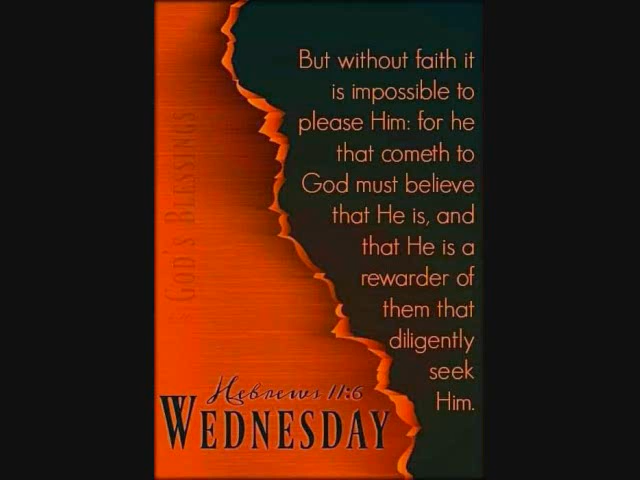 But without faith it
is impossible to
please Him: for he
that cometh to
God must believe
that He is, and
that He is a
rewarder of
them that
diligently
seek
Him.
God's Blessings
Hebrews 11:6
Wednesday